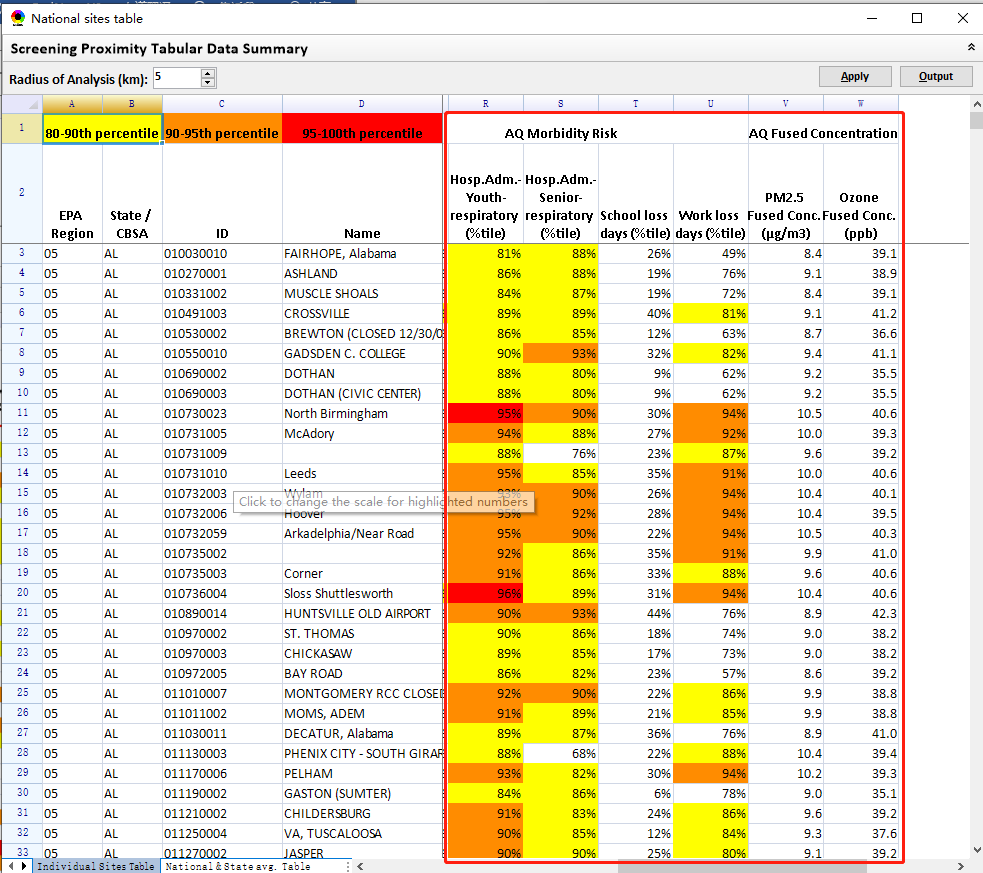 National sites table
Screening Proximity Tabular Data Summary
Radius of Analysis (km): 5 Apply Output
A B C D R S T U V W
1 80-90th percentile 90-95th percentile 95-100th percentile AQ Morbidity Risk AQ Fused Concentration
2 EPA Region State / CBSA ID Name Hosp.Adm.-Youth-respiratory (%tile) Hosp.Adm.-Senior-respiratory (%tile) School loss days (%tile) Work loss days (%tile) PM2.5 Fused Conc. (µg/m3) Ozone Fused Conc. (ppb)
3 05 AL 010030010 FAIRHOPE, Alabama 81% 88% 26% 49% 8.4 39.1
4 05 AL 010270001 ASHLAND 86% 88% 19% 76% 9.1 38.9
5 05 AL 010331002 MUSCLE SHOALS 84% 87% 19% 72% 8.4 39.1
6 05 AL 010491003 CROSSVILLE 89% 89% 40% 81% 9.1 41.2
7 05 AL 010530002 BREWTON (CLOSED 12/30/0 86% 85% 12% 63% 8.7 36.6
8 05 AL 010550010 GADSDEN C. COLLEGE 90% 93% 32% 82% 9.4 41.1
9 05 AL 010690002 DOTHAN 88% 80% 9% 62% 9.2 35.5
10 05 AL 010690003 DOTHAN (CIVIC CENTER) 88% 80% 9% 62% 9.2 35.5
11 05 AL 010730023 North Birmingham 95% 90% 30% 94% 10.5 40.6
12 05 AL 010731005 McAdory 94% 88% 27% 92% 10.0 39.3
13 05 AL 010731009 88% 76% 23% 87% 9.6 39.2
14 05 AL 010731010 Leeds 95% 85% 35% 91% 10.0 40.6
15 05 AL 010732003 Wylam 93% 90% 26% 94% 10.4 40.1
Click to change the scale for highlighted numbers
16 05 AL 010732006 Hoover 95% 92% 28% 94% 10.4 39.5
17 05 AL 010732059 Arkadelphia/Near Road 95% 90% 22% 94% 10.5 40.3
18 05 AL 010735002 92% 86% 35% 91% 9.9 41.0
19 05 AL 010735003 Corner 91% 86% 33% 88% 9.6 40.6
20 05 AL 010736004 Sloss Shuttlesworth 96% 89% 31% 94% 10.4 40.6
21 05 AL 010890014 HUNTSVILLE OLD AIRPORT 90% 93% 44% 76% 8.9 42.3
22 05 AL 010970002 ST. THOMAS 90% 86% 18% 74% 9.0 38.2
23 05 AL 010970003 CHICKASAW 89% 85% 17% 73% 9.0 38.2
24 05 AL 010972005 BAY ROAD 86% 82% 23% 57% 8.6 39.2
25 05 AL 011010007 MONTGOMERY RCC CLOSED 92% 90% 22% 86% 9.9 38.8
26 05 AL 011011002 MOMS, ADEM 91% 89% 21% 85% 9.9 38.8
27 05 AL 011030011 DECATUR, Alabama 89% 87% 36% 76% 8.9 41.0
28 05 AL 011130003 PHENIX CITY - SOUTH GIRAR 88% 68% 22% 88% 10.4 39.4
29 05 AL 011170006 PELHAM 93% 82% 30% 94% 10.2 39.3
30 05 AL 011190002 GASTON (SUMTER) 84% 86% 6% 78% 9.0 35.1
31 05 AL 011210002 CHILDERSBURG 91% 83% 24% 86% 9.6 39.2
32 05 AL 011250004 VA, TUSCALOOSA 90% 85% 12% 84% 9.3 37.6
33 05 AL 011270002 JASPER 90% 90% 25% 80% 9.1 39.2
Individual Sites Table National & State avg. Table